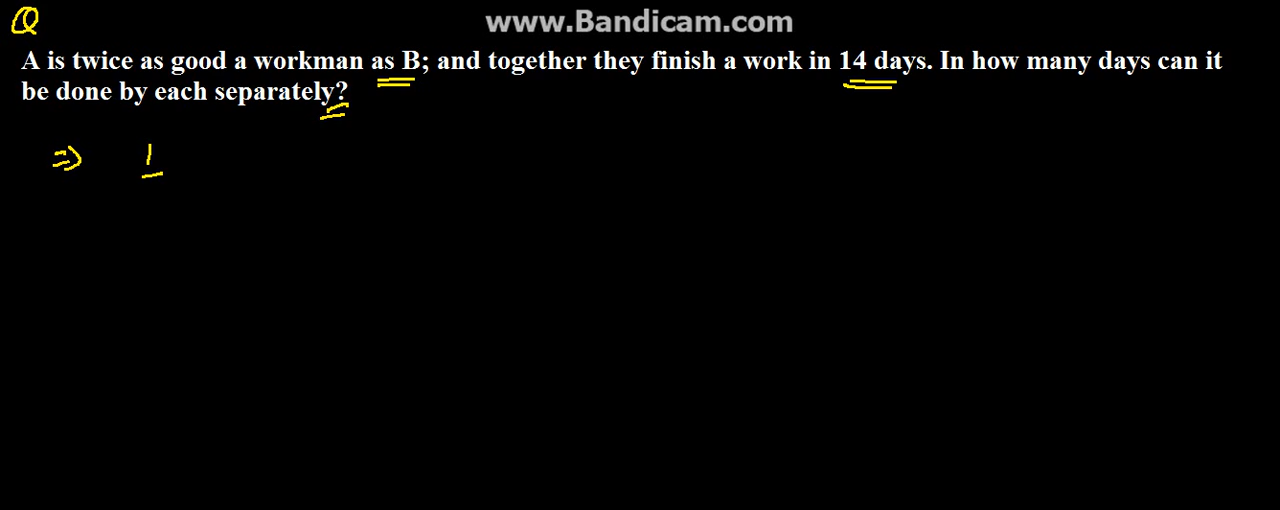 www.Bandicam.com
Q
A is twice as good a workman as B; and together they finish a work in 14 days. In how many days can it
be done by each separately?
⇒ 1